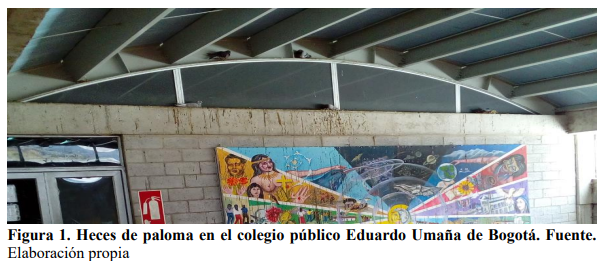 Figura 1. Heces de paloma en el colegio público Eduardo Umaña de Bogotá. Fuente.
Elaboración propia